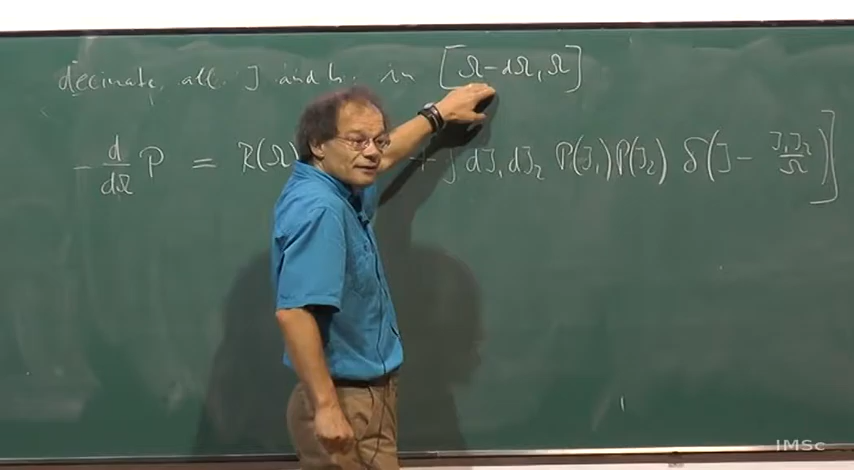 decimate all J and h in [Ω-dΩ, Ω]
- d/dΩ P = R(Ω) + ∫ dJ₁ dJ₂ P(J₁) P(J₂) δ(J - J₁J₂/Ω)]
IMSc